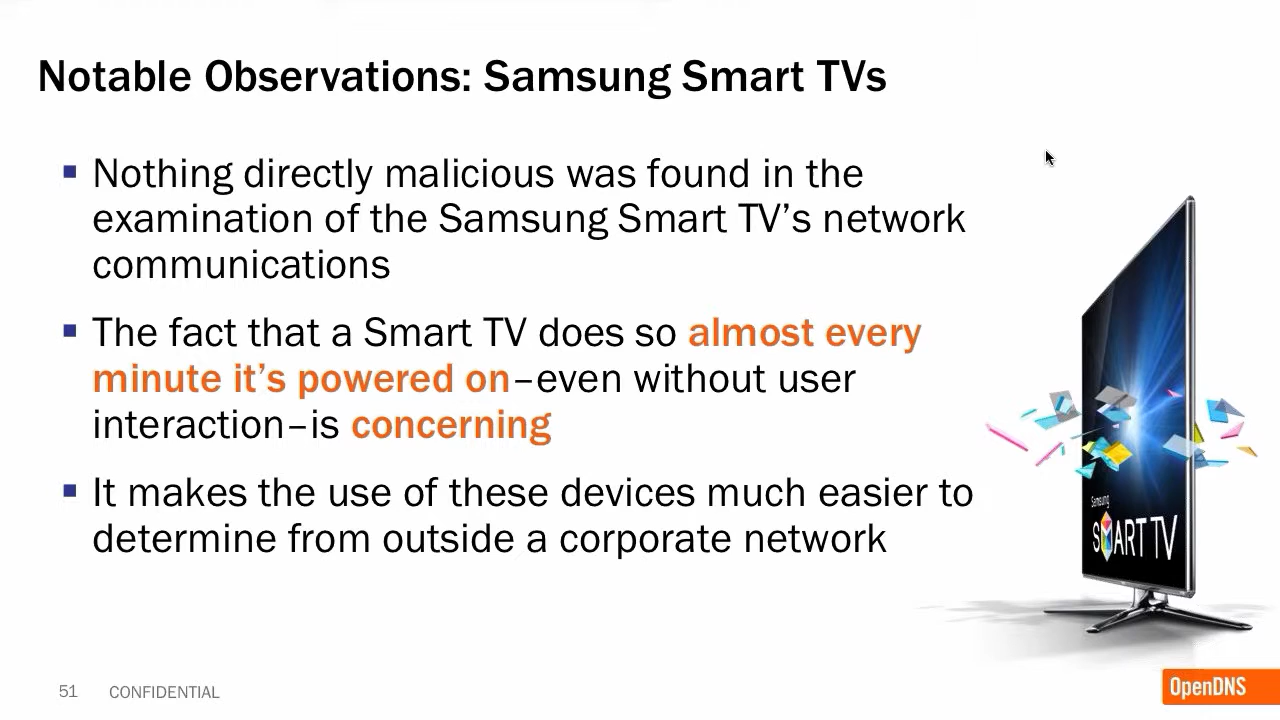 Notable Observations: Samsung Smart TVs
Nothing directly malicious was found in the
examination of the Samsung Smart TV’s network
communications
The fact that a Smart TV does so almost every
minute it’s powered on–even without user
interaction–is concerning
It makes the use of these devices much easier to
determine from outside a corporate network
Samsung
SMART TV
51 CONFIDENTIAL
OpenDNS